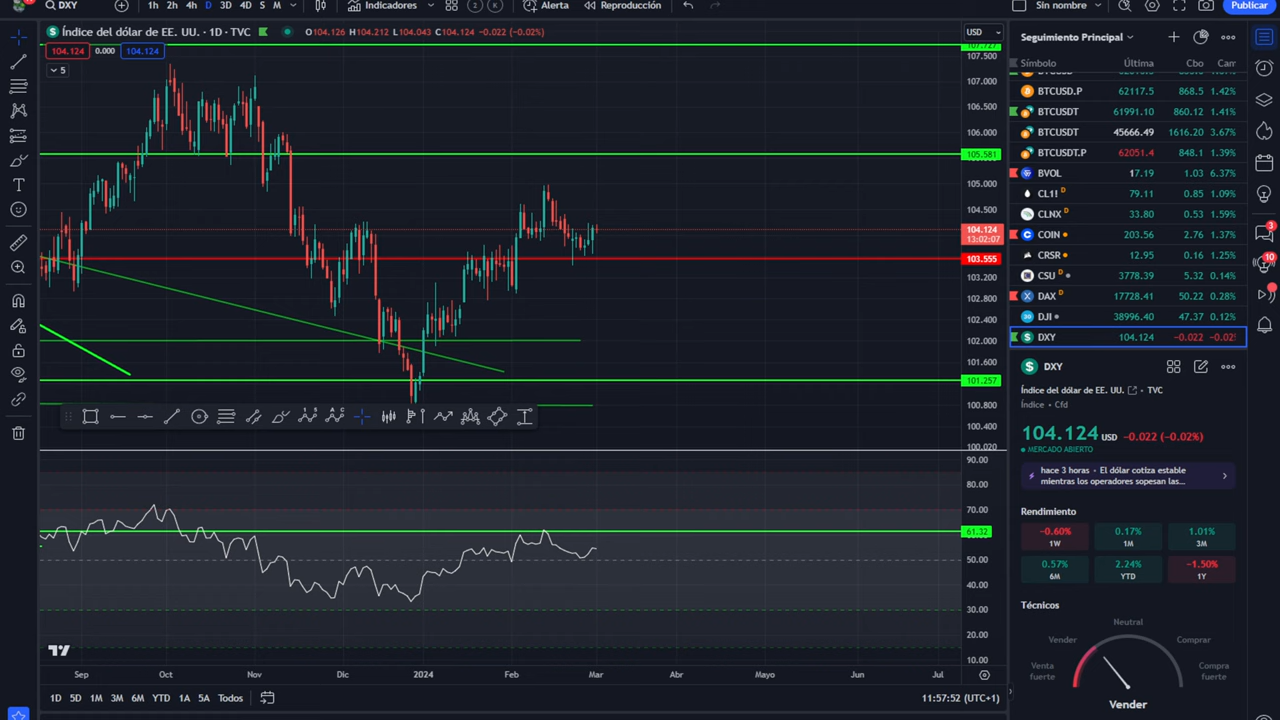 DXY
1h 2h 4h D 3D 4D S M
Indicadores
2
K
Alerta
Reproducción
Sin nombre
Publicar
Índice del dólar de EE. UU. · 1D · TVC
O104.126 H104.212 L104.043 C104.124 -0.022 (-0.02%)
104.124 0.000 104.124
5
USD
107.727
107.500
107.000
106.500
106.000
105.581
105.000
104.500
104.124
13:02:07
103.555
103.200
102.800
102.400
102.000
101.600
101.257
100.800
100.400
100.020
90.00
80.00
70.00
61.32
50.00
40.00
30.00
20.00
10.00
Sep Oct Nov Dic 2024 Feb Mar Abr Mayo Jun Jul
1D 5D 1M 3M 6M YTD 1A 5A Todos
11:57:52 (UTC+1)
Seguimiento Principal
Símbolo Última Cbo
BTCUSD.P 62117.5 868.5 1.42%
BTCUSDT 61991.10 860.12 1.41%
BTCUSDT 45666.49 1616.20 3.67%
BTCUSDT.P 62051.4 848.1 1.39%
BVOL 17.19 1.03 6.37%
CL1! D 79.11 0.85 1.09%
CLNX D 33.80 0.53 1.59%
COIN 203.56 2.76 1.37%
CRSR 12.95 0.16 1.25%
CSU D 3778.39 5.32 0.14%
DAX D 17728.41 50.22 0.28%
DJI 38996.40 47.37 0.12%
DXY 104.124 -0.022 -0.02
DXY
Índice del dólar de EE. UU. · TVC
Índice · Cfd
104.124 USD -0.022 (-0.02%)
MERCADO ABIERTO
hace 3 horas · El dólar cotiza estable
mientras los operadores sopesan las...
Rendimiento
-0.60% 0.17% 1.01%
1W 1M 3M
0.57% 2.24% -1.50%
6M YTD 1Y
Técnicos
Neutral
Vender Comprar
Venta fuerte
Compra fuerte
Vender
3
10